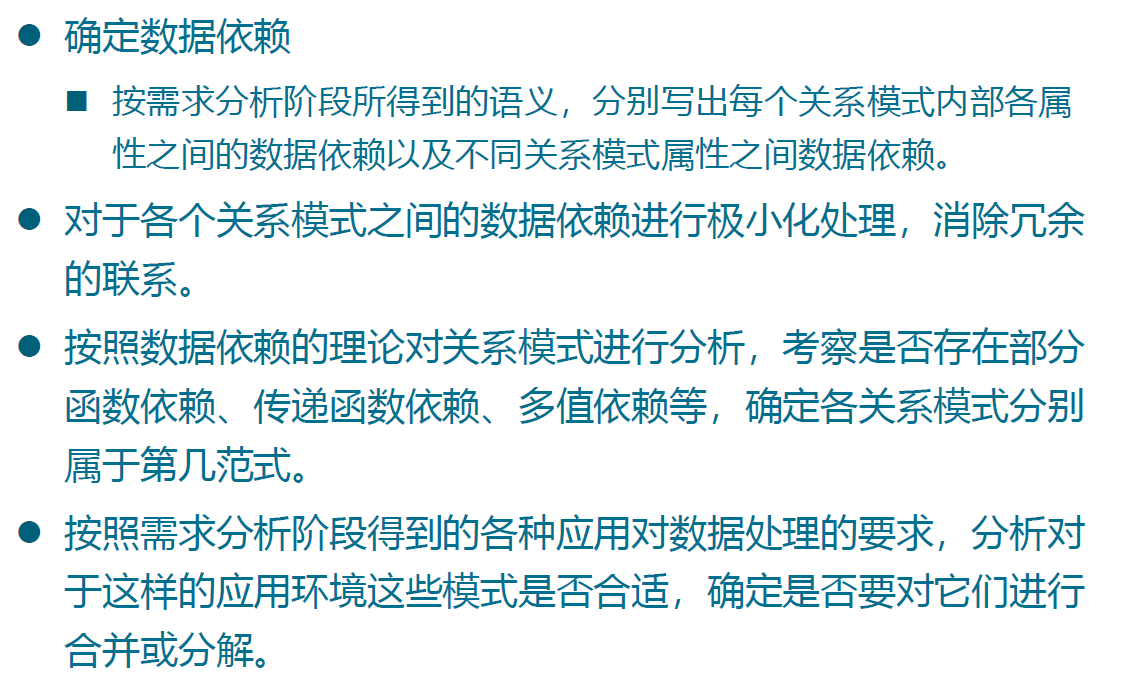 确定数据依赖
按需求分析阶段所得到的语义，分别写出每个关系模式内部各属
性之间的数据依赖以及不同关系模式属性之间数据依赖。
对于各个关系模式之间的数据依赖进行极小化处理，消除冗余
的联系。
按照数据依赖的理论对关系模式进行分析，考察是否存在部分
函数依赖、传递函数依赖、多值依赖等，确定各关系模式分别
属于第几范式。
按照需求分析阶段得到的各种应用对数据处理的要求，分析对
于这样的应用环境这些模式是否合适，确定是否要对它们进行
合并或分解。